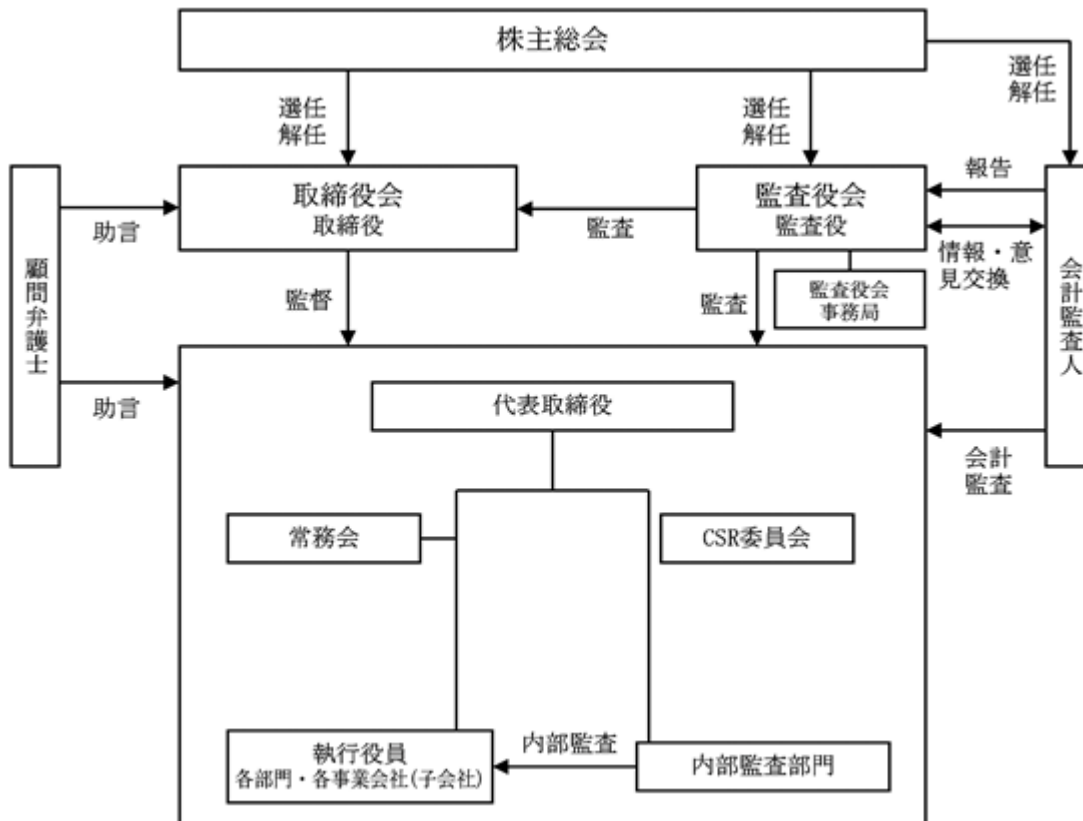 株主総会
選任
解任
選任
解任
選任
解任
取締役会
取締役
監査役会
監査役
報告
助言
監査
情報・意
見交換
顧問弁護士
監督
監査
監査役会
事務局
会計監査人
助言
代表取締役
会計
監査
常務会
CSR委員会
執行役員
各部門・各事業会社(子会社)
内部監査
内部監査部門